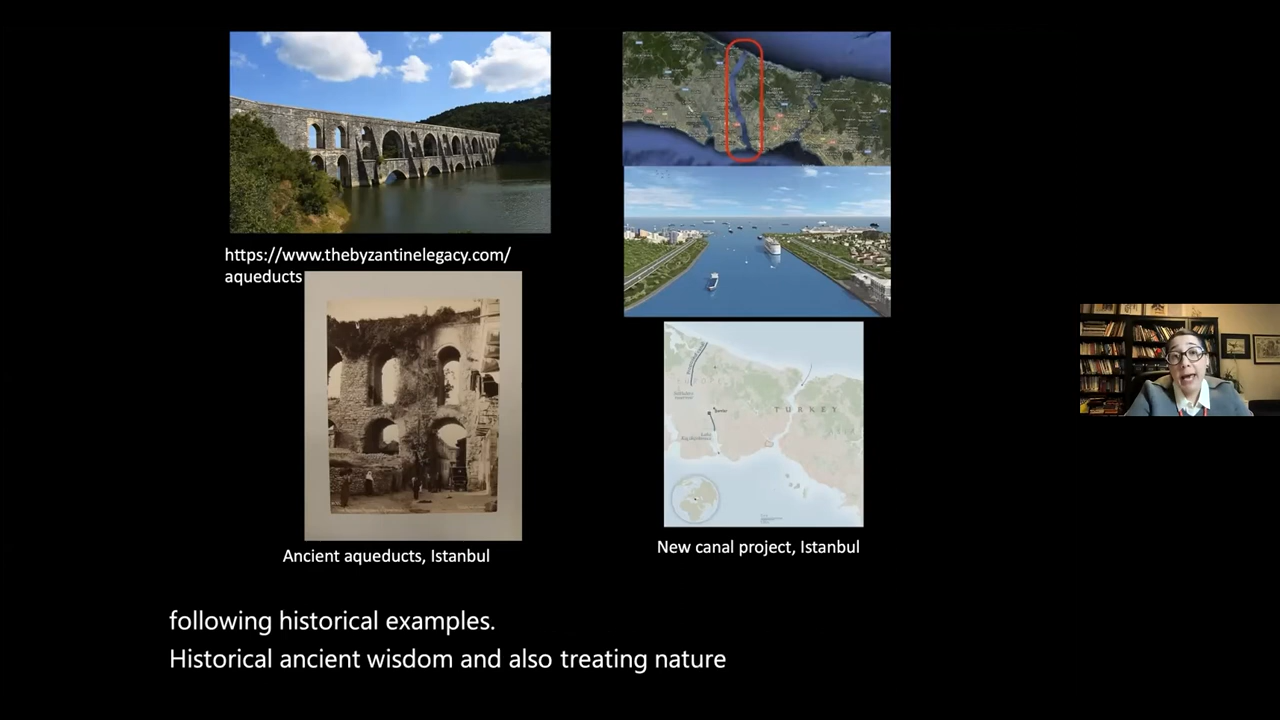 https://www.thebyzantinelegacy.com/
aqueducts
Ancient aqueducts, Istanbul
TURKEY
New canal project, Istanbul
following historical examples.
Historical ancient wisdom and also treating nature